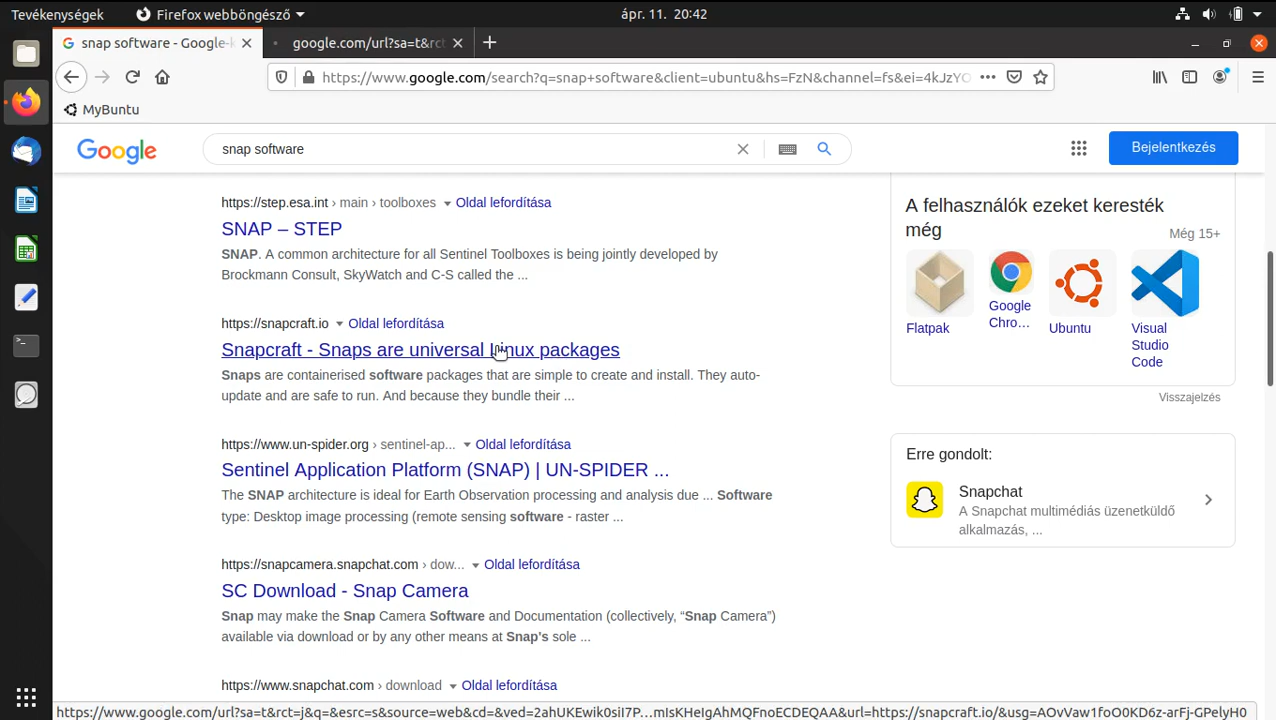 Tevékenységek
Firefox webböngésző
ápr. 11. 20:42
snap software - Google-k
google.com/url?sa=t&rct
https://www.google.com/search?q=snap+software&client=ubuntu&hs=FzN&channel=fs&ei=4kJzYO
MyBuntu
Google
snap software
Bejelentkezés
https://step.esa.int › main › toolboxes
Oldal lefordítása
SNAP – STEP
SNAP. A common architecture for all Sentinel Toolboxes is being jointly developed by
Brockmann Consult, SkyWatch and C-S called the ...
https://snapcraft.io
Oldal lefordítása
Snapcraft - Snaps are universal Linux packages
Snaps are containerised software packages that are simple to create and install. They auto-
update and are safe to run. And because they bundle their ...
https://www.un-spider.org › sentinel-ap...
Oldal lefordítása
Sentinel Application Platform (SNAP) | UN-SPIDER ...
The SNAP architecture is ideal for Earth Observation processing and analysis due ... Software
type: Desktop image processing (remote sensing software - raster ...
https://snapcamera.snapchat.com › dow...
Oldal lefordítása
SC Download - Snap Camera
Snap may make the Snap Camera Software and Documentation (collectively, “Snap Camera”)
available via download or by any other means at Snap's sole ...
https://www.snapchat.com › download
Oldal lefordítása
A felhasználók ezeket keresték
még
Még 15+
Flatpak
Google
Chro…
Ubuntu
Visual
Studio
Code
Visszajelzés
Erre gondolt:
Snapchat
A Snapchat multimédiás üzenetküldő
alkalmazás, ...
https://www.google.com/url?sa=t&rct=j&q=&esrc=s&source=web&cd=&ved=2ahUKEwik0siI7P…mIsKHeIgAhMQFnoECDEQAA&url=https://snapcraft.io/&usg=AOvVaw1foO0KD6z-arFj-GPelyH0